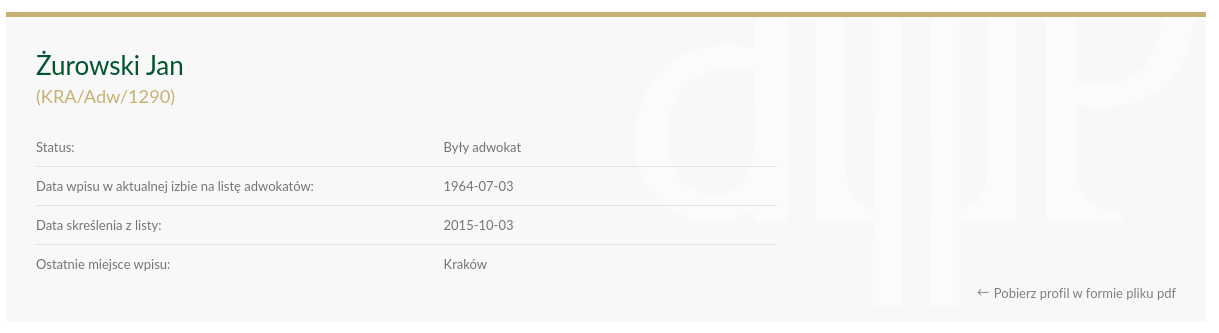 Żurowski Jan
(KRA/Adw/1290)
Status: Były adwokat
Data wpisu w aktualnej izbie na listę adwokatów: 1964-07-03
Data skreślenia z listy: 2015-10-03
Ostatnie miejsce wpisu: Kraków
← Pobierz profil w formie pliku pdf